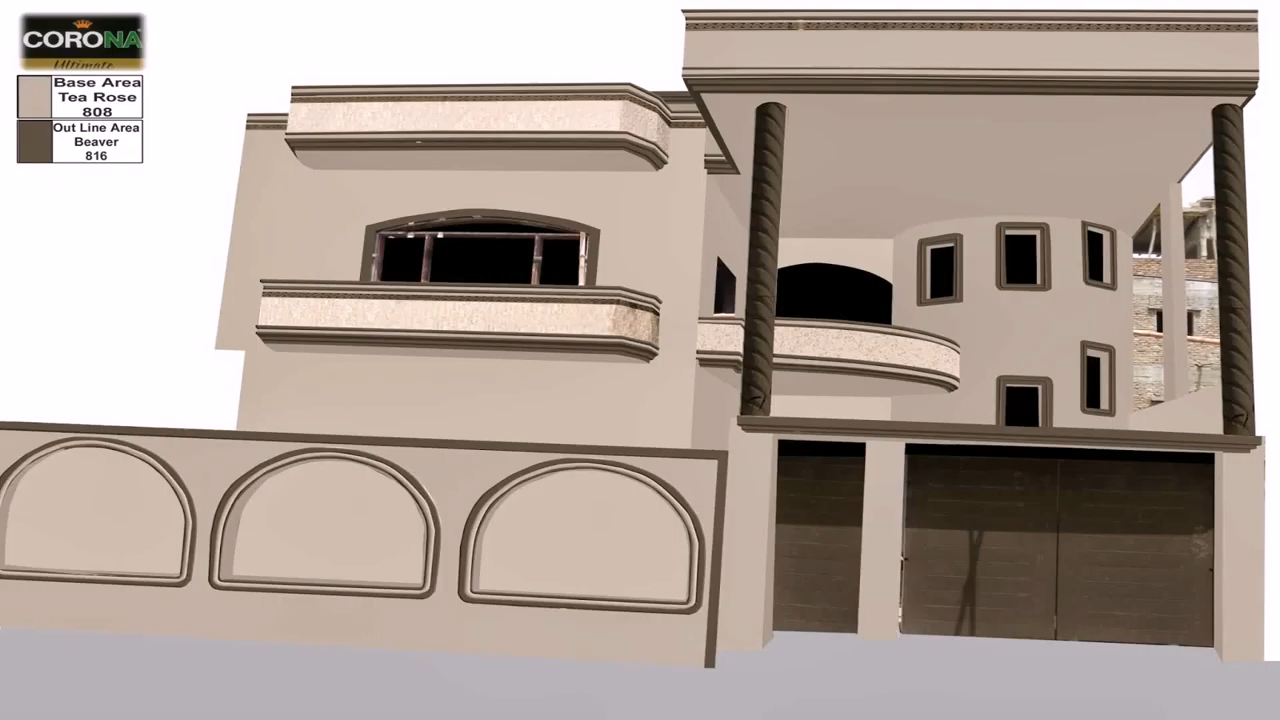 CORONA
Ultimate
Base Area
Tea Rose
808
Out Line Area
Beaver
816